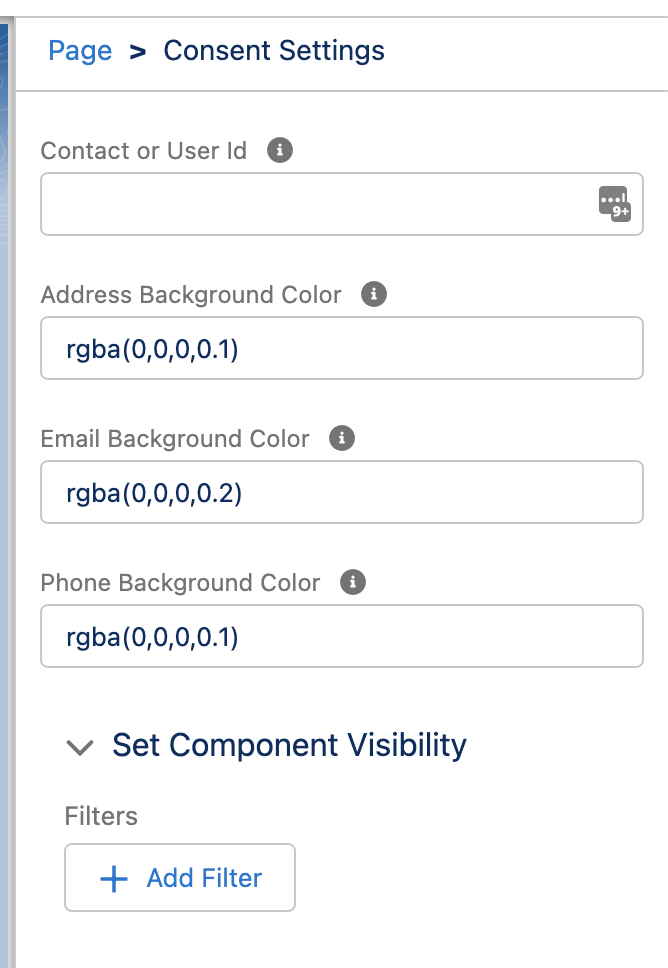 Page > Consent Settings
Contact or User Id
9+
Address Background Color
rgba(0,0,0,0.1)
Email Background Color
rgba(0,0,0,0.2)
Phone Background Color
rgba(0,0,0,0.1)
Set Component Visibility
Filters
+ Add Filter